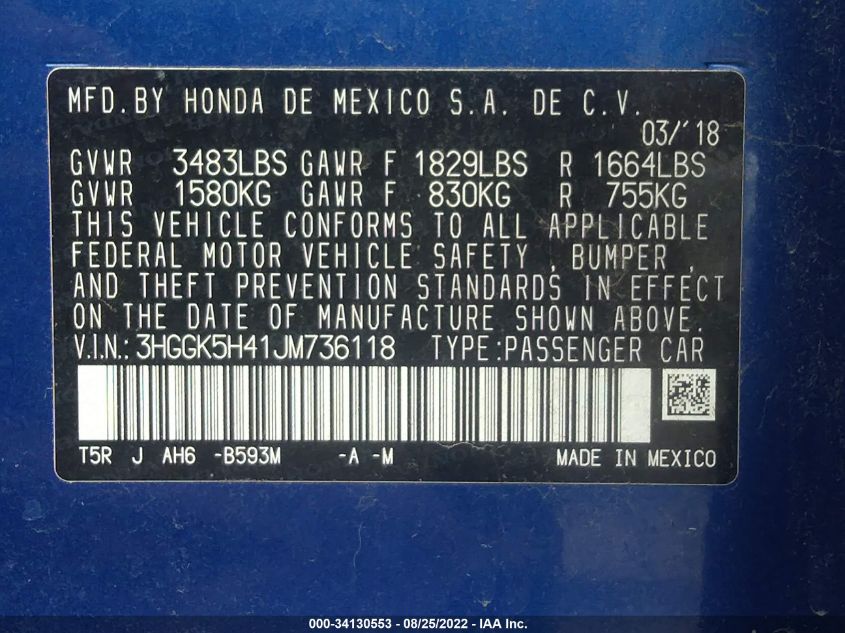 MFD.BY HONDA DE MEXICO S.A. DE C.V.
03/'18
GVWR 3483LBS GAWR F 1829LBS R 1664LBS
GVWR 1580KG GAWR F 830KG R 755KG
THIS VEHICLE CONFORMS TO ALL APPLICABLE
FEDERAL MOTOR VEHICLE SAFETY , BUMPER ,
AND THEFT PREVENTION STANDARDS IN EFFECT
ON THE DATE OF MANUFACTURE SHOWN ABOVE.
V.I.N.: 3HGGK5H41JM736118 TYPE:PASSENGER CAR
T5R J AH6 -B593M -A -M MADE IN MEXICO
000-34130553 - 08/25/2022 - IAA Inc.